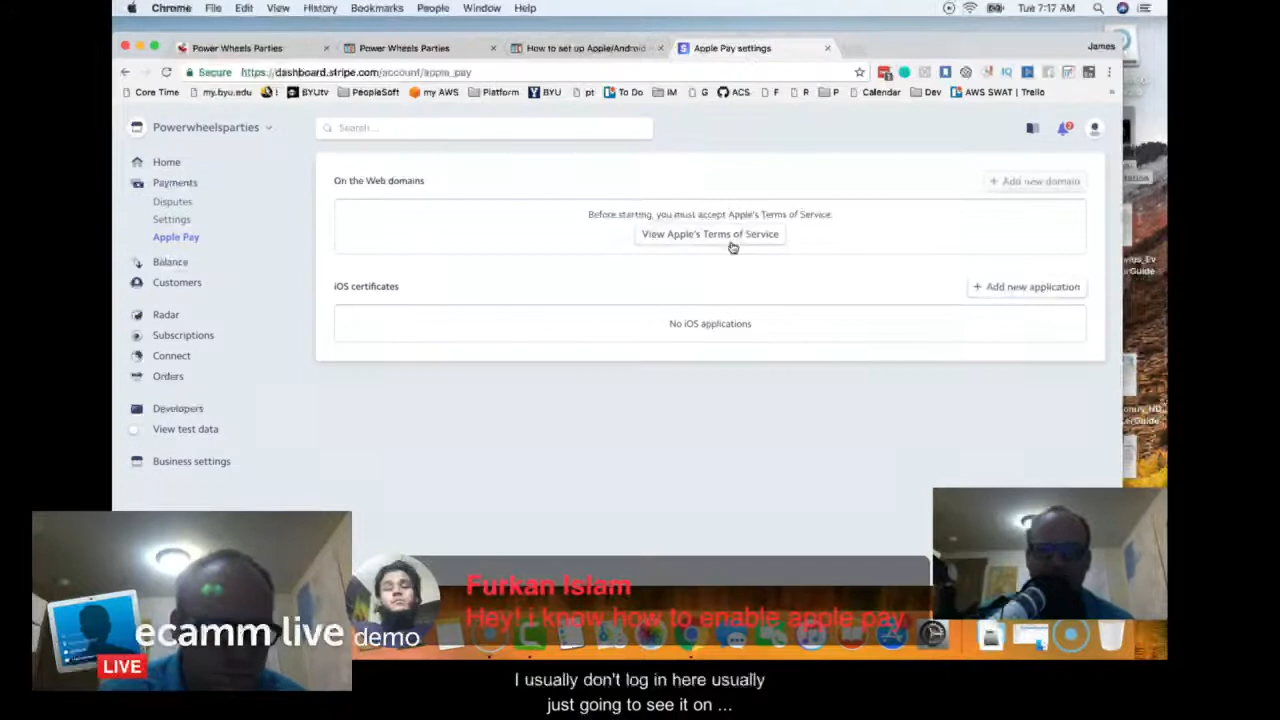 Chrome File Edit View History Bookmarks People Window Help
Tue 7:17 AM
Power Wheels Parties
Power Wheels Parties
How to set up Apple/Android
Apple Pay settings
James
Secure https://dashboard.stripe.com/account/apple_pay
Core Time my.byu.edu BYUtv PeopleSoft my AWS Platform BYU pt To Do IM G ACS F R P Calendar Dev AWS SWAT | Trello
Powerwheelsparties
Search...
Home
Payments
Disputes
Settings
Apple Pay
Balance
Customers
Radar
Subscriptions
Connect
Orders
Developers
View test data
Business settings
On the Web domains
+ Add new domain
Before starting, you must accept Apple's Terms of Service.
View Apple's Terms of Service
iOS certificates
+ Add new application
No iOS applications
Furkan Islam
Hey! i know how to enable apple pay
ecamm live demo
LIVE
I usually don't log in here usually
just going to see it on ...